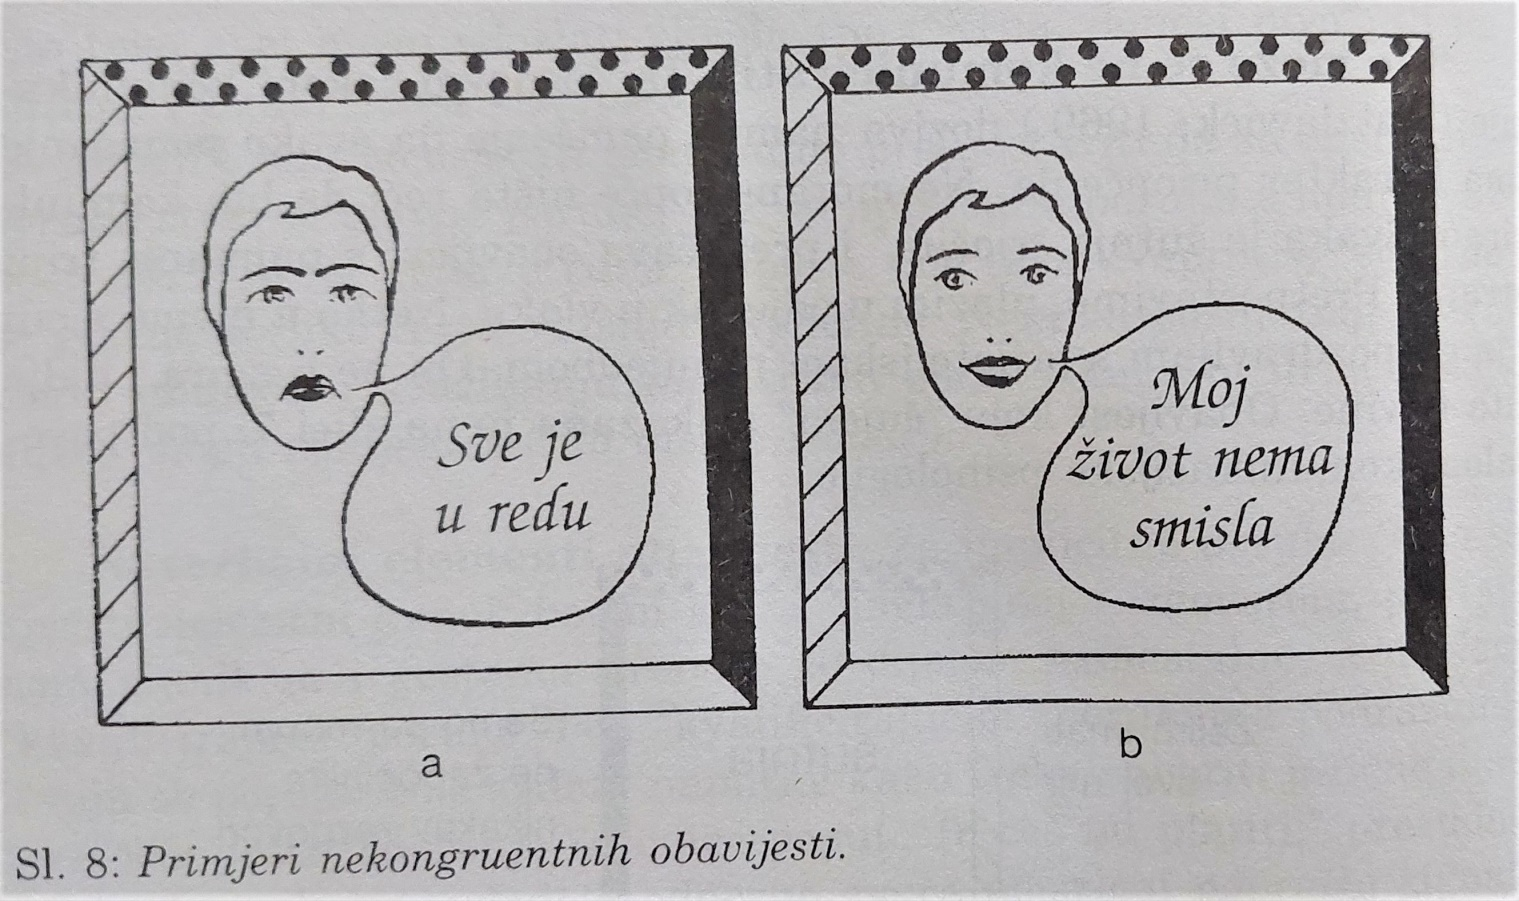 Sve je
u redu
Moj
život nema
smisla
a
b
Sl. 8: Primjeri nekongruentnih obavijesti.